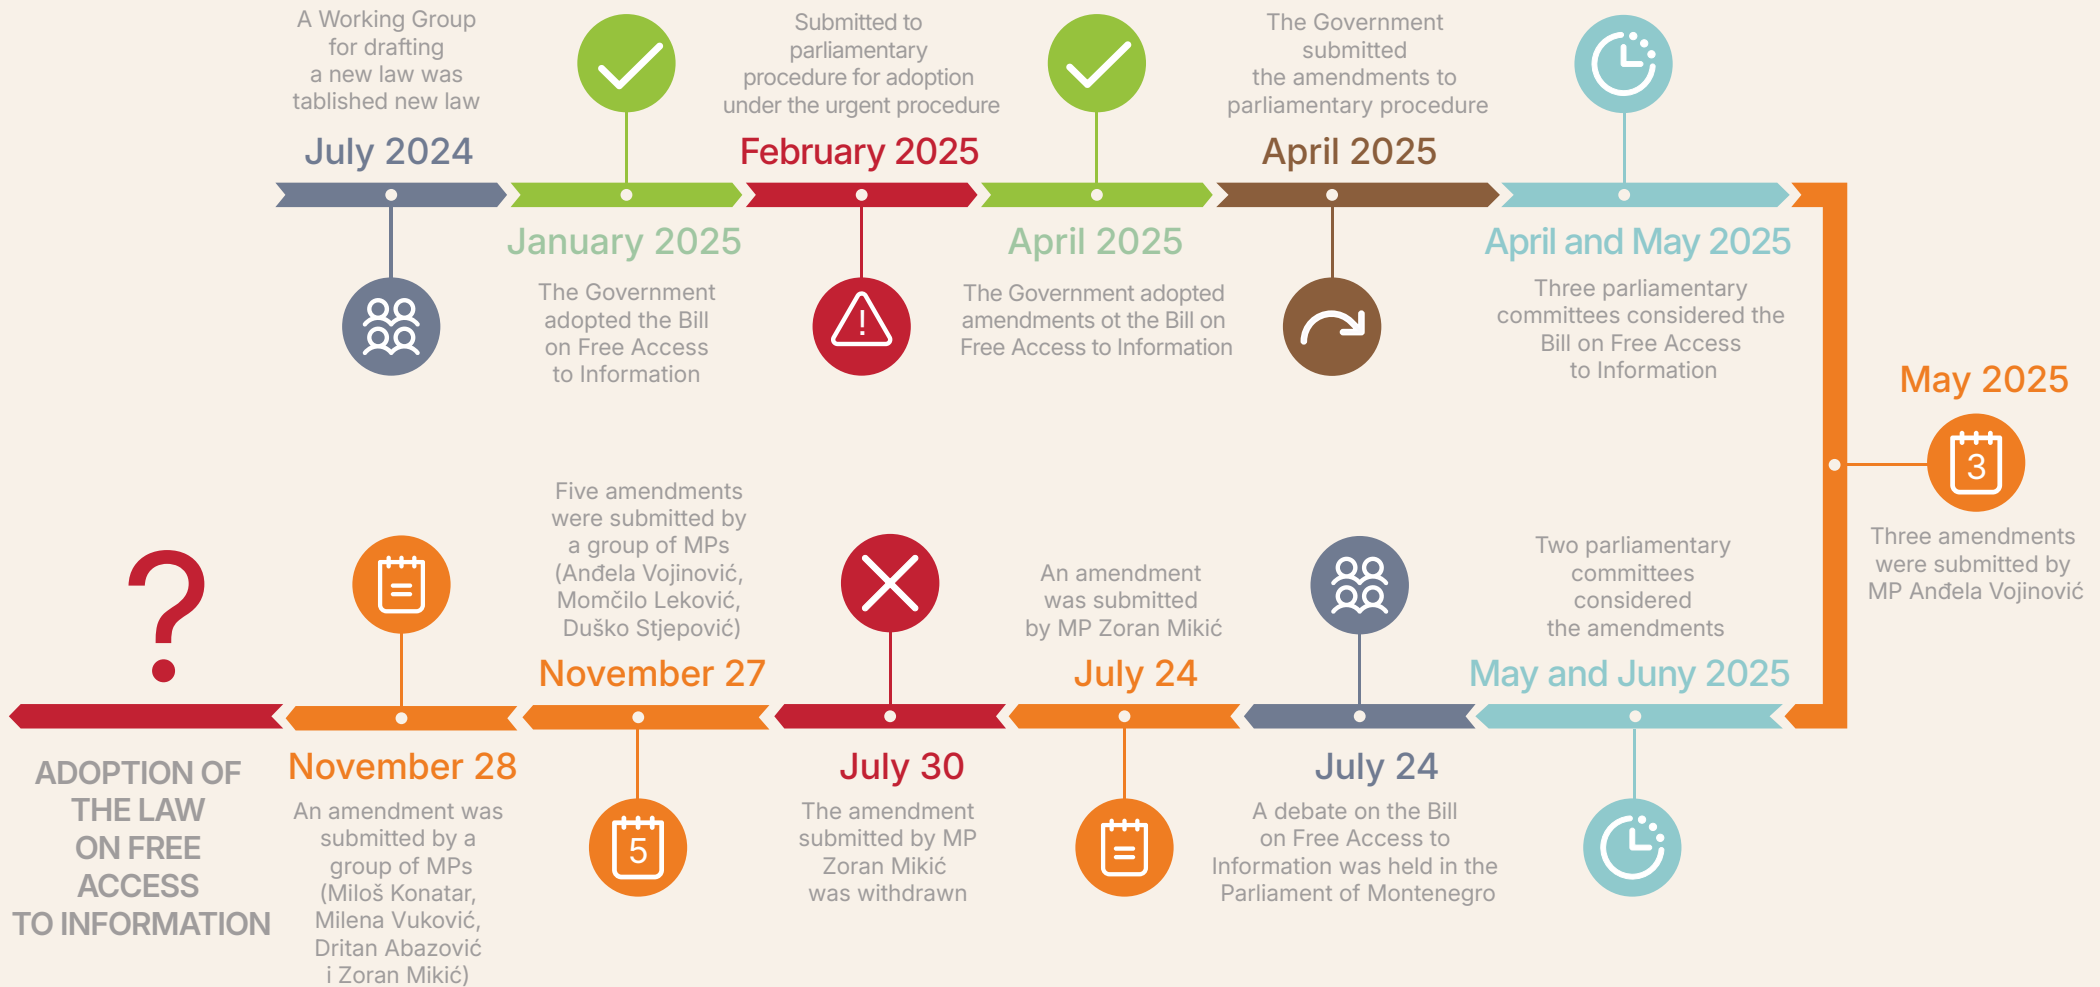 A Working Group
for drafting
a new law was
tablished new law
July 2024
January 2025
The Government
adopted the Bill
on Free Access
to Information
Submitted to
parliamentary
procedure for adoption
under the urgent procedure
February 2025
!
April 2025
The Government adopted
amendments ot the Bill on
Free Access to Information
The Government
submitted
the amendments to
parliamentary procedure
April 2025
April and May 2025
Three parliamentary
committees considered the
Bill on Free Access
to Information
May 2025
3
Three amendments
were submitted by
MP Anđela Vojinović
Two parliamentary
committees
considered
the amendments
May and Juny 2025
July 24
A debate on the Bill
on Free Access to
Information was held in the
Parliament of Montenegro
An amendment
was submitted
by MP Zoran Mikić
July 24
July 30
The amendment
submitted by MP
Zoran Mikić
was withdrawn
Five amendments
were submitted by
a group of MPs
(Anđela Vojinović,
Momčilo Leković,
Duško Stjepović)
November 27
5
November 28
An amendment was
submitted by a
group of MPs
(Miloš Konatar,
Milena Vuković,
Dritan Abazović
i Zoran Mikić)
?
ADOPTION OF
THE LAW
ON FREE
ACCESS
TO INFORMATION